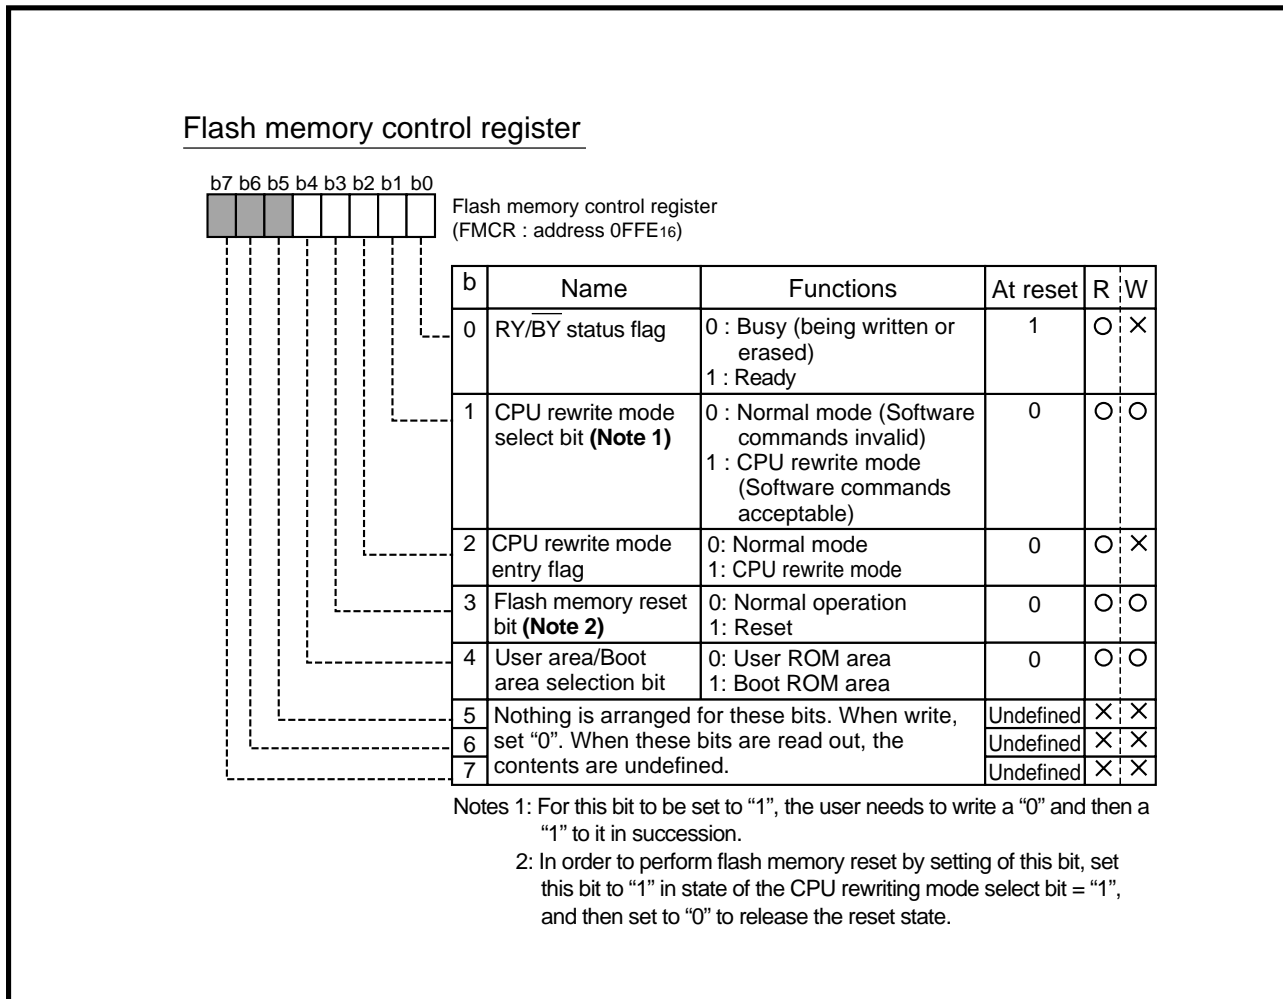 Flash memory control register
b7 b6 b5 b4 b3 b2 b1 b0
Flash memory control register
(FMCR : address 0FFE16)
b Name Functions At reset R W
0 RY/BY status flag 0 : Busy (being written or 1 O ×
erased)
1 : Ready
1 CPU rewrite mode 0 : Normal mode (Software 0 O O
select bit (Note 1) commands invalid)
1 : CPU rewrite mode
(Software commands
acceptable)
2 CPU rewrite mode 0: Normal mode 0 O ×
entry flag 1: CPU rewrite mode
3 Flash memory reset 0: Normal operation 0 O O
bit (Note 2) 1: Reset
4 User area/Boot 0: User ROM area 0 O O
area selection bit 1: Boot ROM area
5 Nothing is arranged for these bits. When write, Undefined × ×
6 set “0”. When these bits are read out, the Undefined × ×
7 contents are undefined. Undefined × ×
Notes 1: For this bit to be set to “1”, the user needs to write a “0” and then a
“1” to it in succession.
2: In order to perform flash memory reset by setting of this bit, set
this bit to “1” in state of the CPU rewriting mode select bit = “1”,
and then set to “0” to release the reset state.